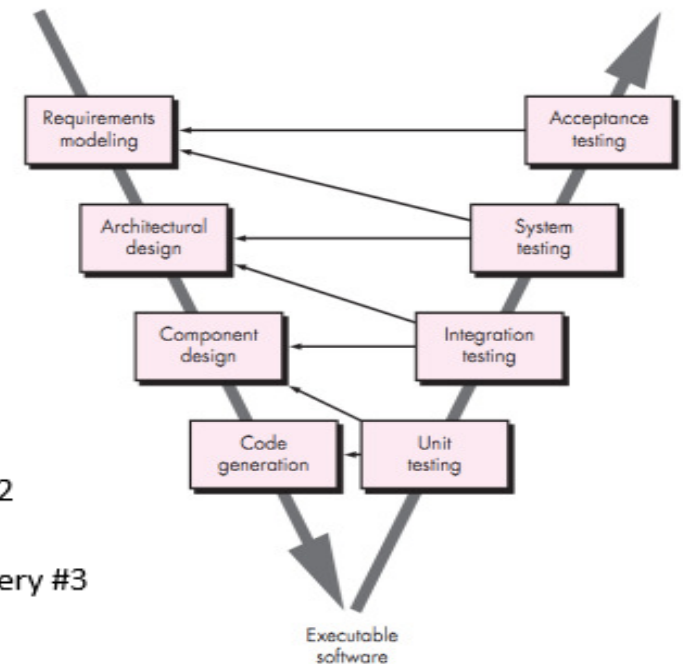 Requirements
modeling
Acceptance
testing
Architectural
design
System
testing
Component
design
Integration
testing
Code
generation
Unit
testing
2
ery #3
Executable
software